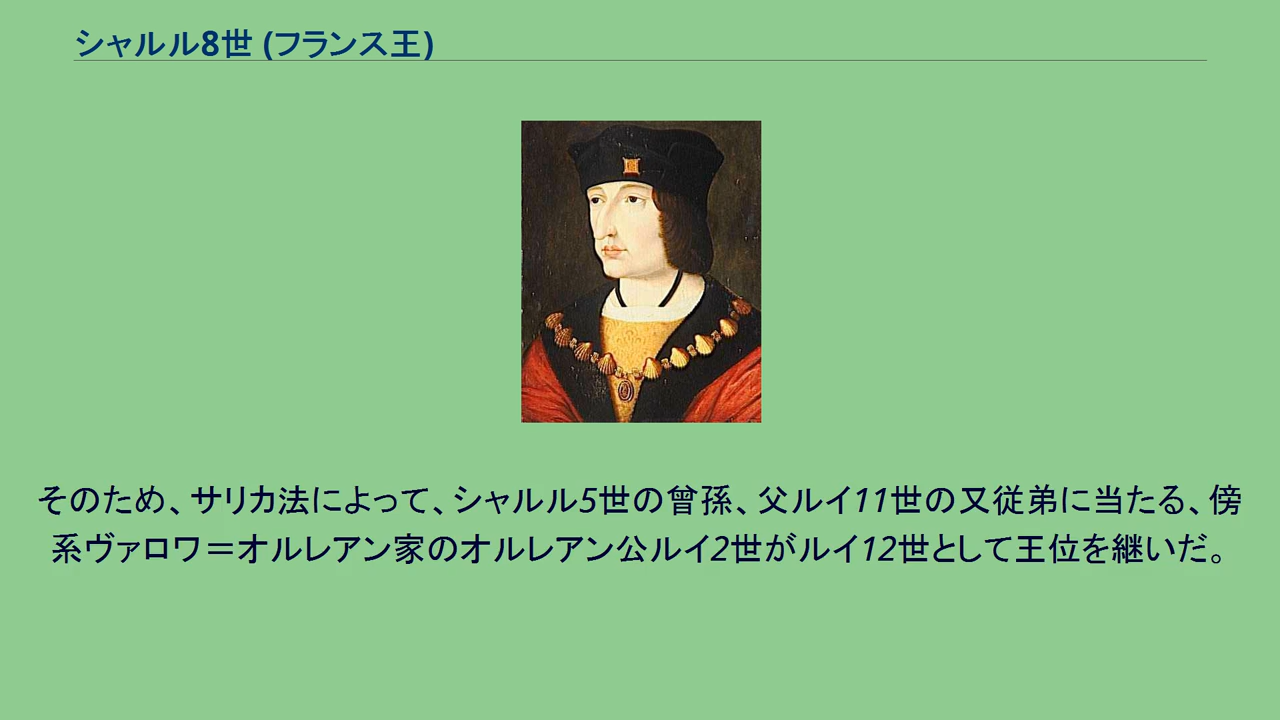 シャルル8世 (フランス王)
そのため、サリカ法によって、シャルル5世の曾孫、父ルイ11世の又従弟に当たる、傍
系ヴァロワ＝オルレアン家のオルレアン公ルイ2世がルイ12世として王位を継いだ。